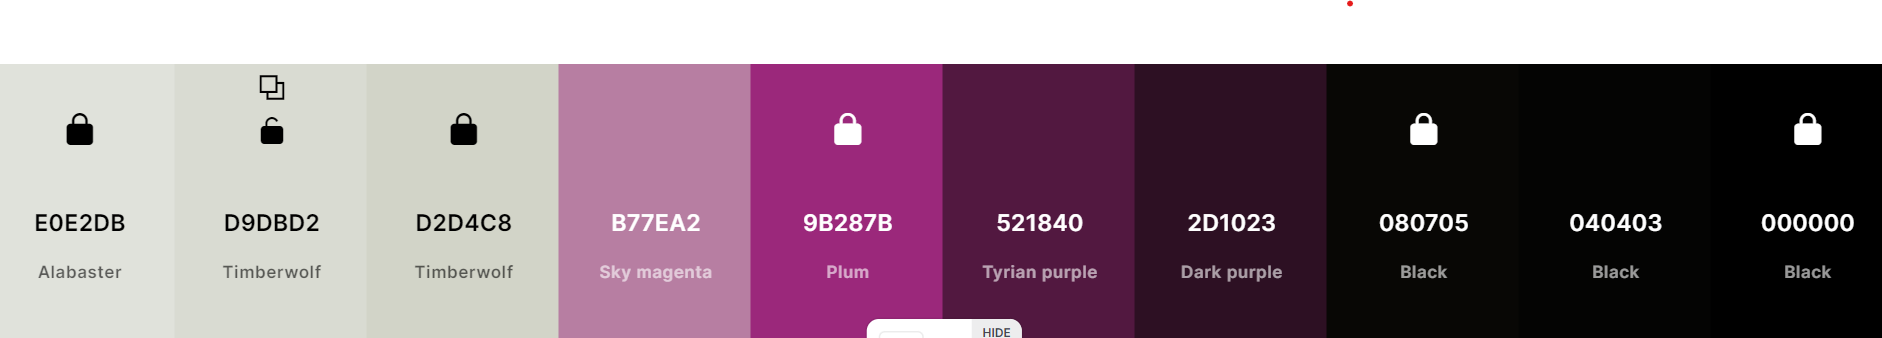 E0E2DB D9DBD2 D2D4C8 B77EA2 9B287B 521840 2D1023 080705 040403 000000
Alabaster Timberwolf Timberwolf Sky magenta Plum Tyrian purple Dark purple Black Black Black
HIDE